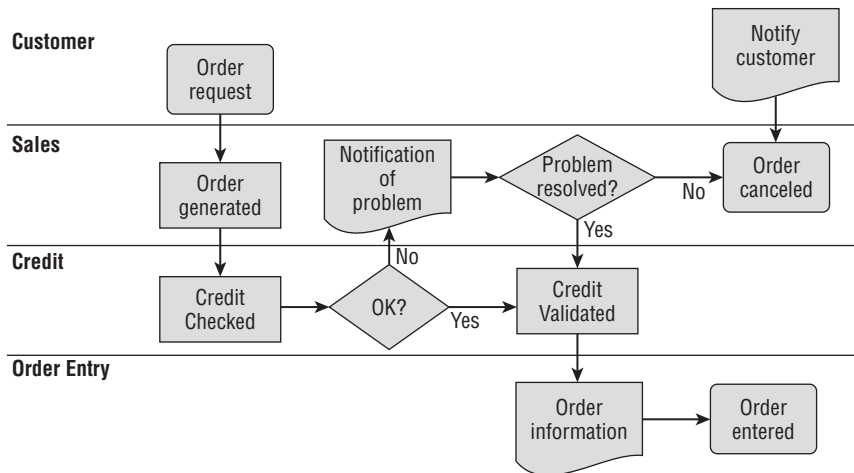 Customer
Order
request
Notify
customer
Sales
Order
generated
Notification
of
problem
Problem
resolved?
No
Order
canceled
Yes
Credit
No
Credit
Checked
OK?
Yes
Credit
Validated
Order Entry
Order
information
Order
entered